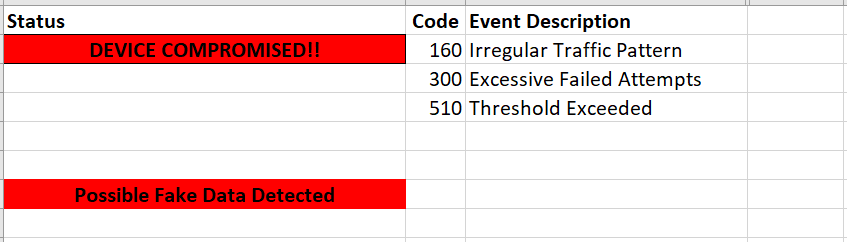 Status Code Event Description
DEVICE COMPROMISED!! 160 Irregular Traffic Pattern
300 Excessive Failed Attempts
510 Threshold Exceeded
Possible Fake Data Detected